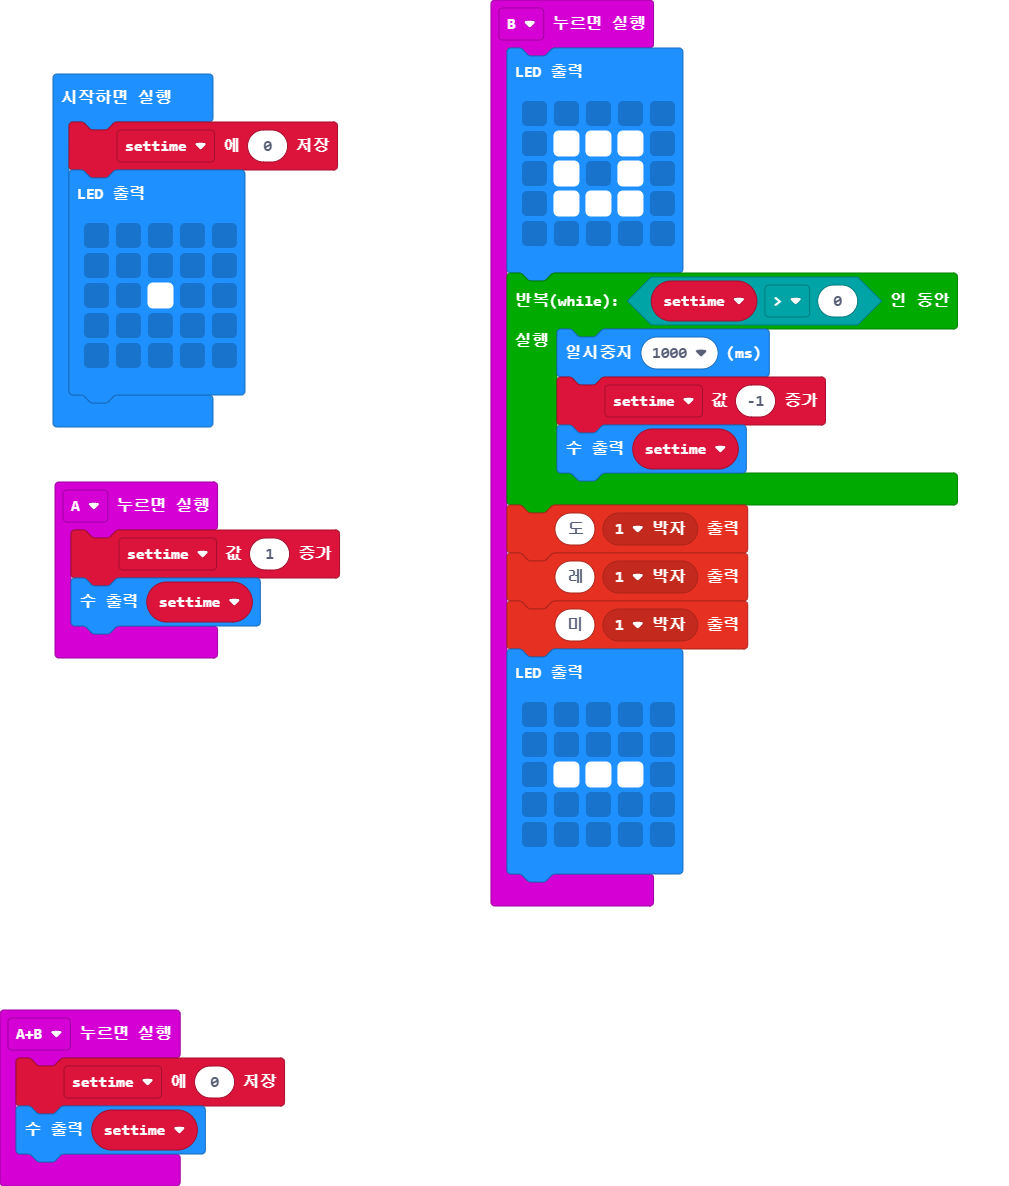 시작하면 실행
settime 에 0 저장
LED 출력
A 누르면 실행
settime 값 1 증가
수 출력 settime
B 누르면 실행
LED 출력
반복(while): settime > 0 인 동안
실행 일시중지 1000 (ms)
settime 값 -1 증가
수 출력 settime
도 1 박자 출력
레 1 박자 출력
미 1 박자 출력
LED 출력
A+B 누르면 실행
settime 에 0 저장
수 출력 settime